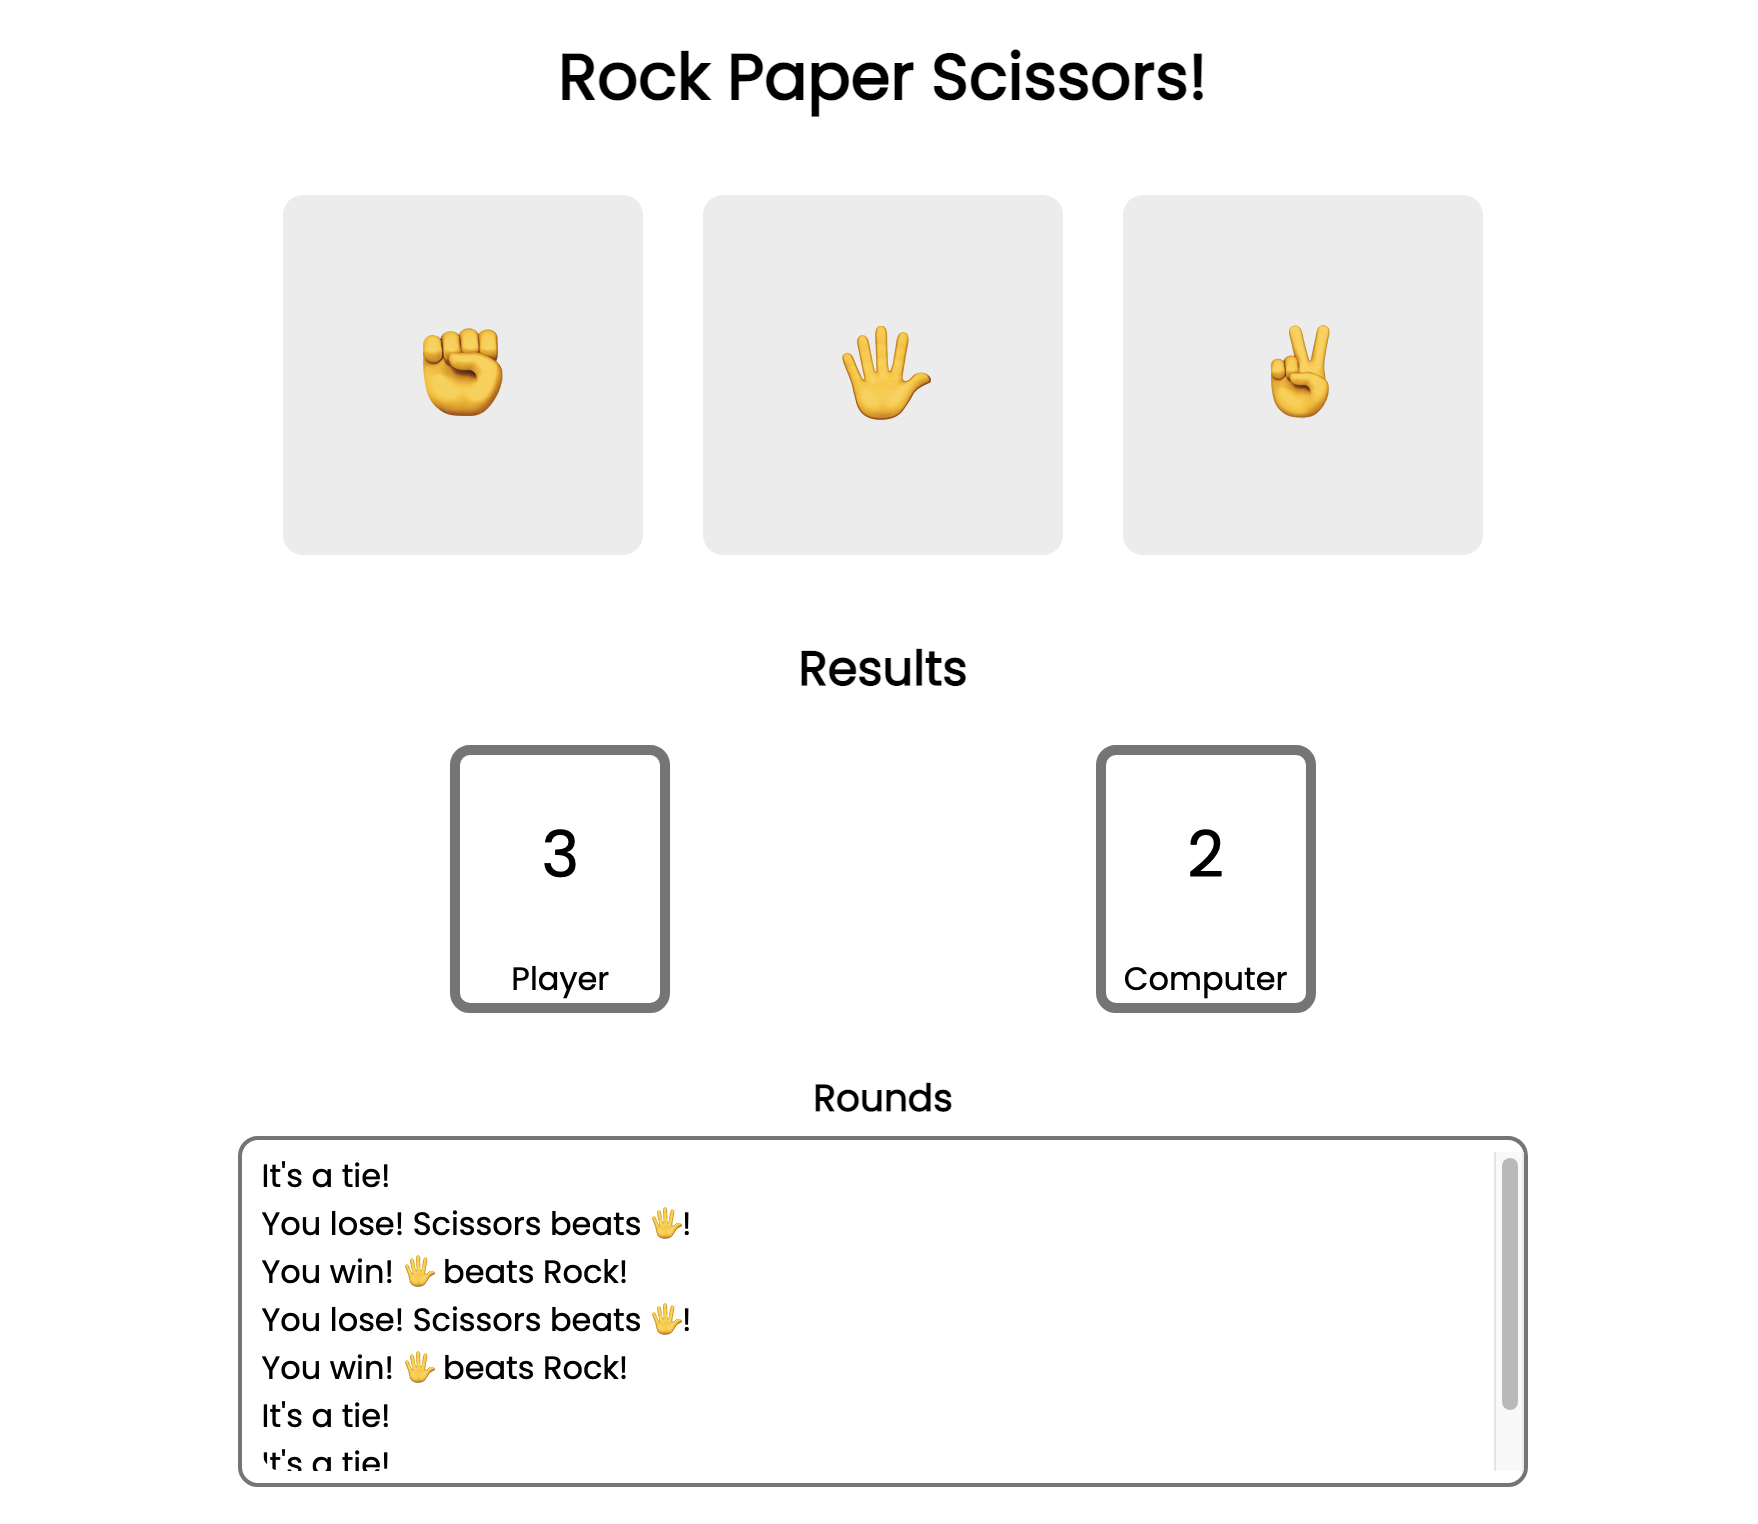 Rock Paper Scissors!
✊
🖐
✌
Results
3
Player
2
Computer
Rounds
It's a tie!
You lose! Scissors beats 🖐!
You win! 🖐 beats Rock!
You lose! Scissors beats 🖐!
You win! 🖐 beats Rock!
It's a tie!
It's a tie!